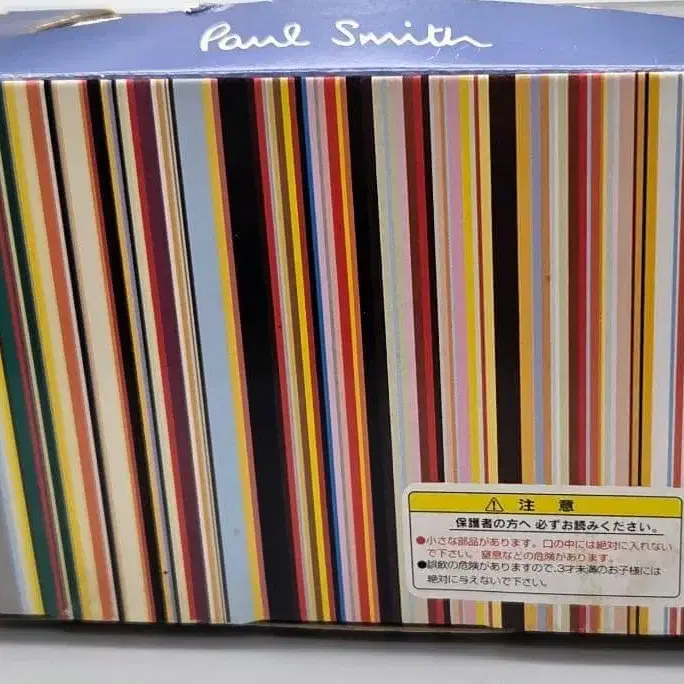 Paul Smith
⚠ 注意
保護者の方へ 必ずお読みください。
●小さな部品があります。口の中には絶対に入れない
で下さい。窒息などの危険があります。
●誤飲の危険がありますので、3才未満のお子様には
絶対に与えないで下さい。